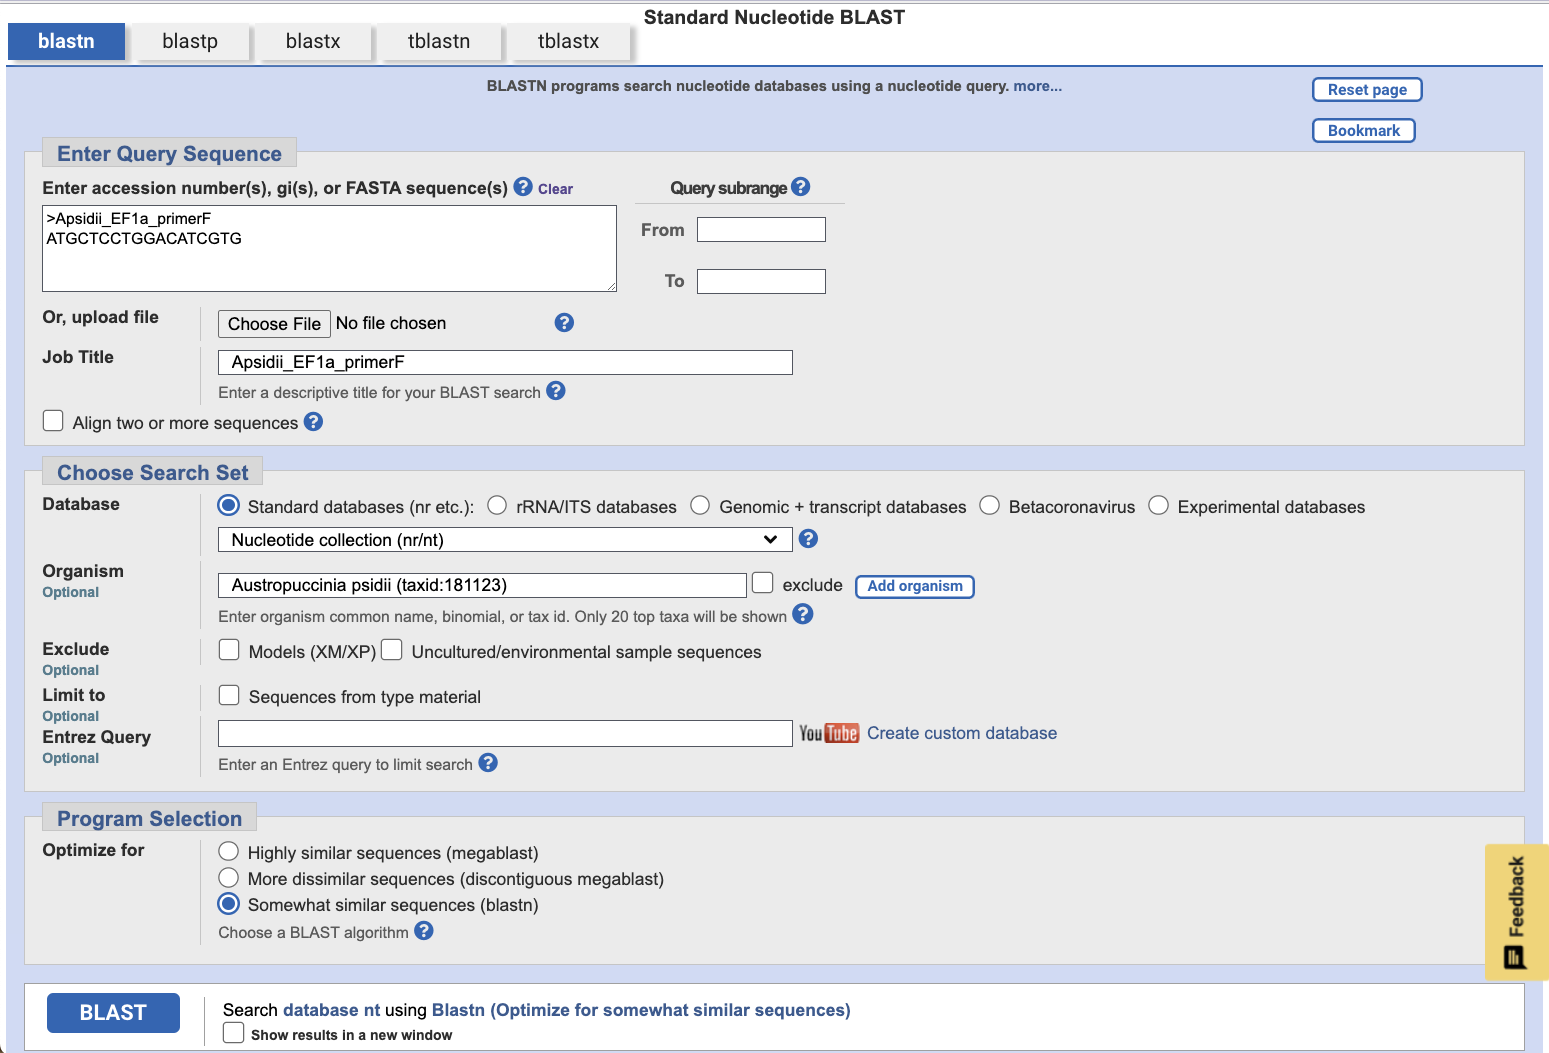 Standard Nucleotide BLAST
blastn blastp blastx tblastn tblastx
BLASTN programs search nucleotide databases using a nucleotide query. more...
Reset page
Bookmark
Enter Query Sequence
Enter accession number(s), gi(s), or FASTA sequence(s) ? Clear
Query subrange ?
>Apsidii_EF1a_primerF
ATGCTCCTGGACATCGTG
From
To
Or, upload file
Choose File No file chosen ?
Job Title
Apsidii_EF1a_primerF
Enter a descriptive title for your BLAST search ?
Align two or more sequences ?
Choose Search Set
Database
Standard databases (nr etc.): rRNA/ITS databases Genomic + transcript databases Betacoronavirus Experimental databases
Nucleotide collection (nr/nt) ?
Organism
Optional
Austropuccinia psidii (taxid:181123) exclude Add organism
Enter organism common name, binomial, or tax id. Only 20 top taxa will be shown ?
Exclude
Optional
Models (XM/XP) Uncultured/environmental sample sequences
Limit to
Optional
Sequences from type material
Entrez Query
Optional
YouTube Create custom database
Enter an Entrez query to limit search ?
Program Selection
Optimize for
Highly similar sequences (megablast)
More dissimilar sequences (discontiguous megablast)
Somewhat similar sequences (blastn)
Choose a BLAST algorithm ?
Feedback
BLAST
Search database nt using Blastn (Optimize for somewhat similar sequences)
Show results in a new window